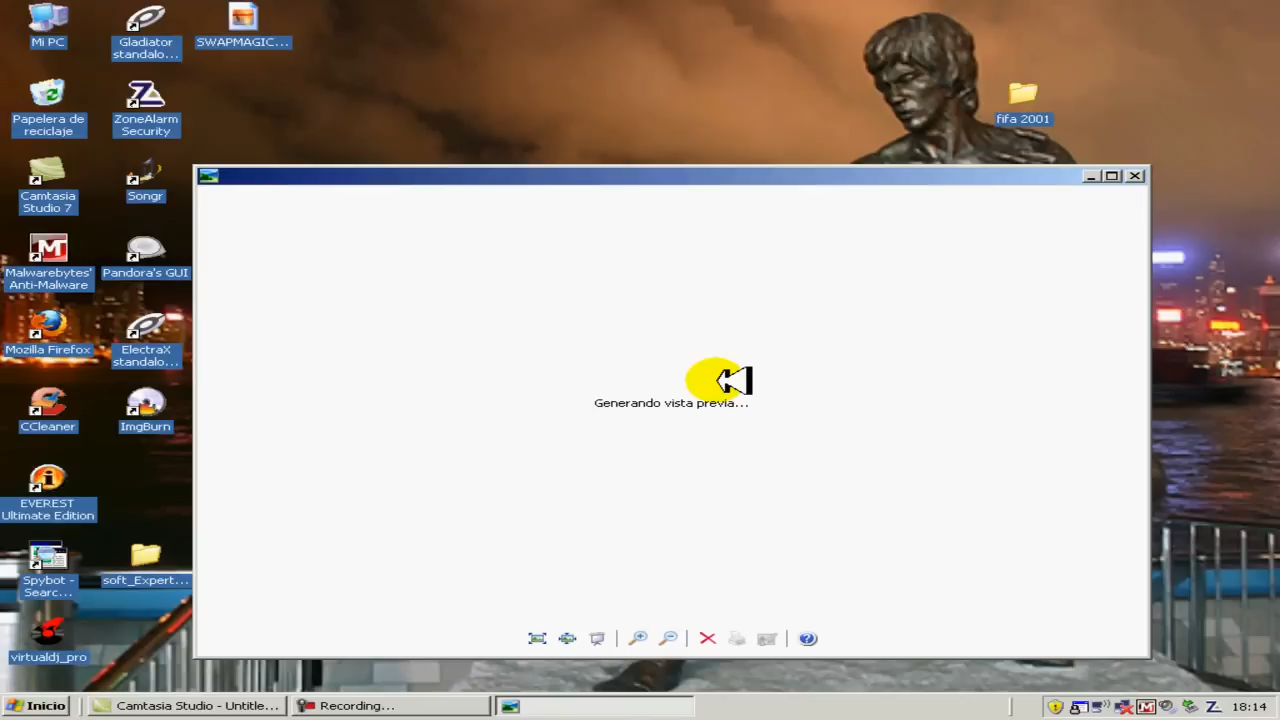 Mi PC
Gladiator
standalo...
SWAPMAGIC...
Papelera de
reciclaje
ZoneAlarm
Security
fifa 2001
Camtasia
Studio 7
Songr
Malwarebytes'
Anti-Malware
Pandora's GUI
Mozilla Firefox
ElectraX
standalo...
Generando vista previa...
CCleaner
ImgBurn
EVEREST
Ultimate Edition
Spybot -
Searc...
soft_Expert...
virtualdj_pro
Inicio
Camtasia Studio - Untitle...
Recording...
18:14